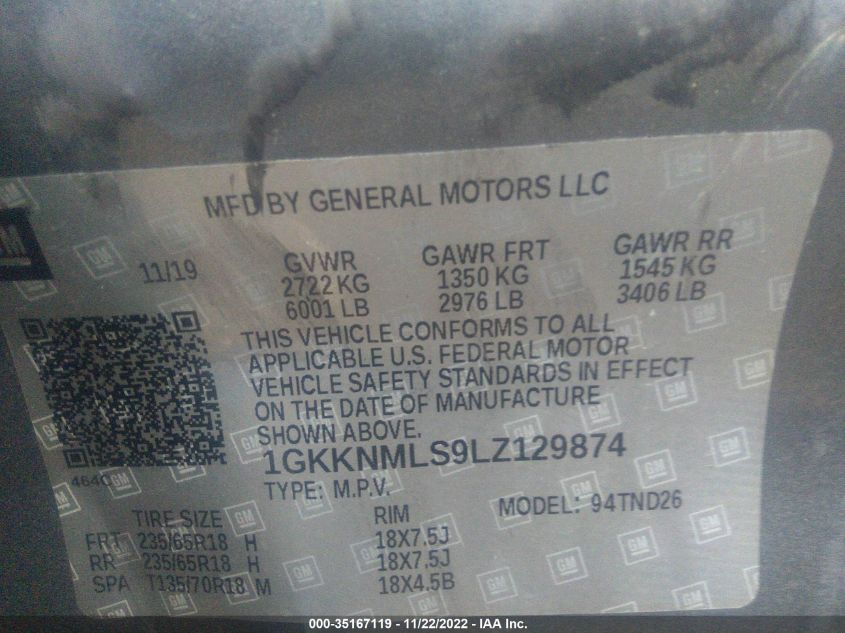 MFD BY GENERAL MOTORS LLC
GM
11/19 GVWR GAWR FRT GAWR RR
2722 KG 1350 KG 1545 KG
6001 LB 2976 LB 3406 LB
THIS VEHICLE CONFORMS TO ALL
APPLICABLE U.S. FEDERAL MOTOR
VEHICLE SAFETY STANDARDS IN EFFECT
ON THE DATE OF MANUFACTURE
SHOWN ABOVE.
1GKKNMLS9LZ129874
464C
TYPE: M.P.V. MODEL: 94TND26
TIRE SIZE RIM
FRT 235/65R18 H 18X7.5J
RR 235/65R18 H 18X7.5J
SPA T135/70R18 M 18X4.5B
000-35167119 - 11/22/2022 - IAA Inc.